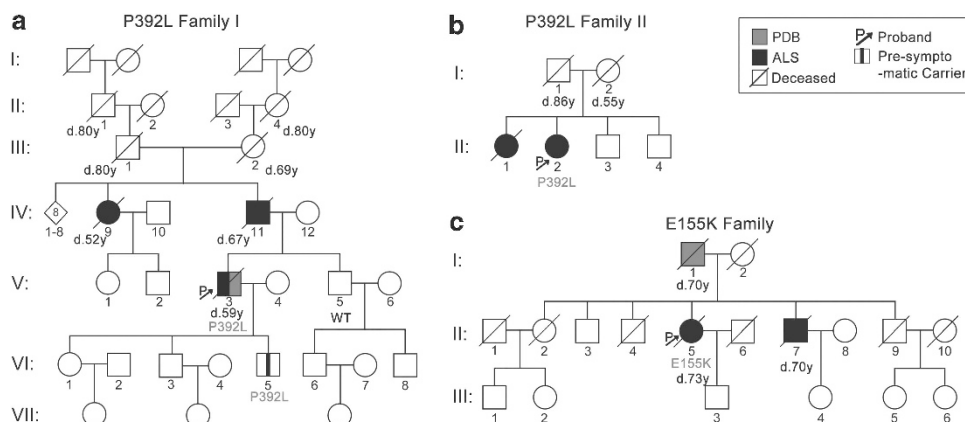 a
P392L Family I
I:
II:
1 2 3 4
d.80y d.80y
III:
1 2
d.80y d.69y
IV:
8
1-8 9 10 11 12
d.52y d.67y
V:
1 2 P 3 4 5 6
d.59y WT
P392L
VI:
1 2 3 4 5 6 7 8
P392L
VII:
b
P392L Family II
I:
1 2
d.86y d.55y
II:
1 P 2 3 4
P392L
PDB
ALS
Deceased
P Proband
Pre-sympto
-matic Carrier
c
E155K Family
I:
1 2
d.70y
II:
1 2 3 4 P 5 6 7 8 9 10
E155K
d.73y d.70y
III:
1 2 3 4 5 6